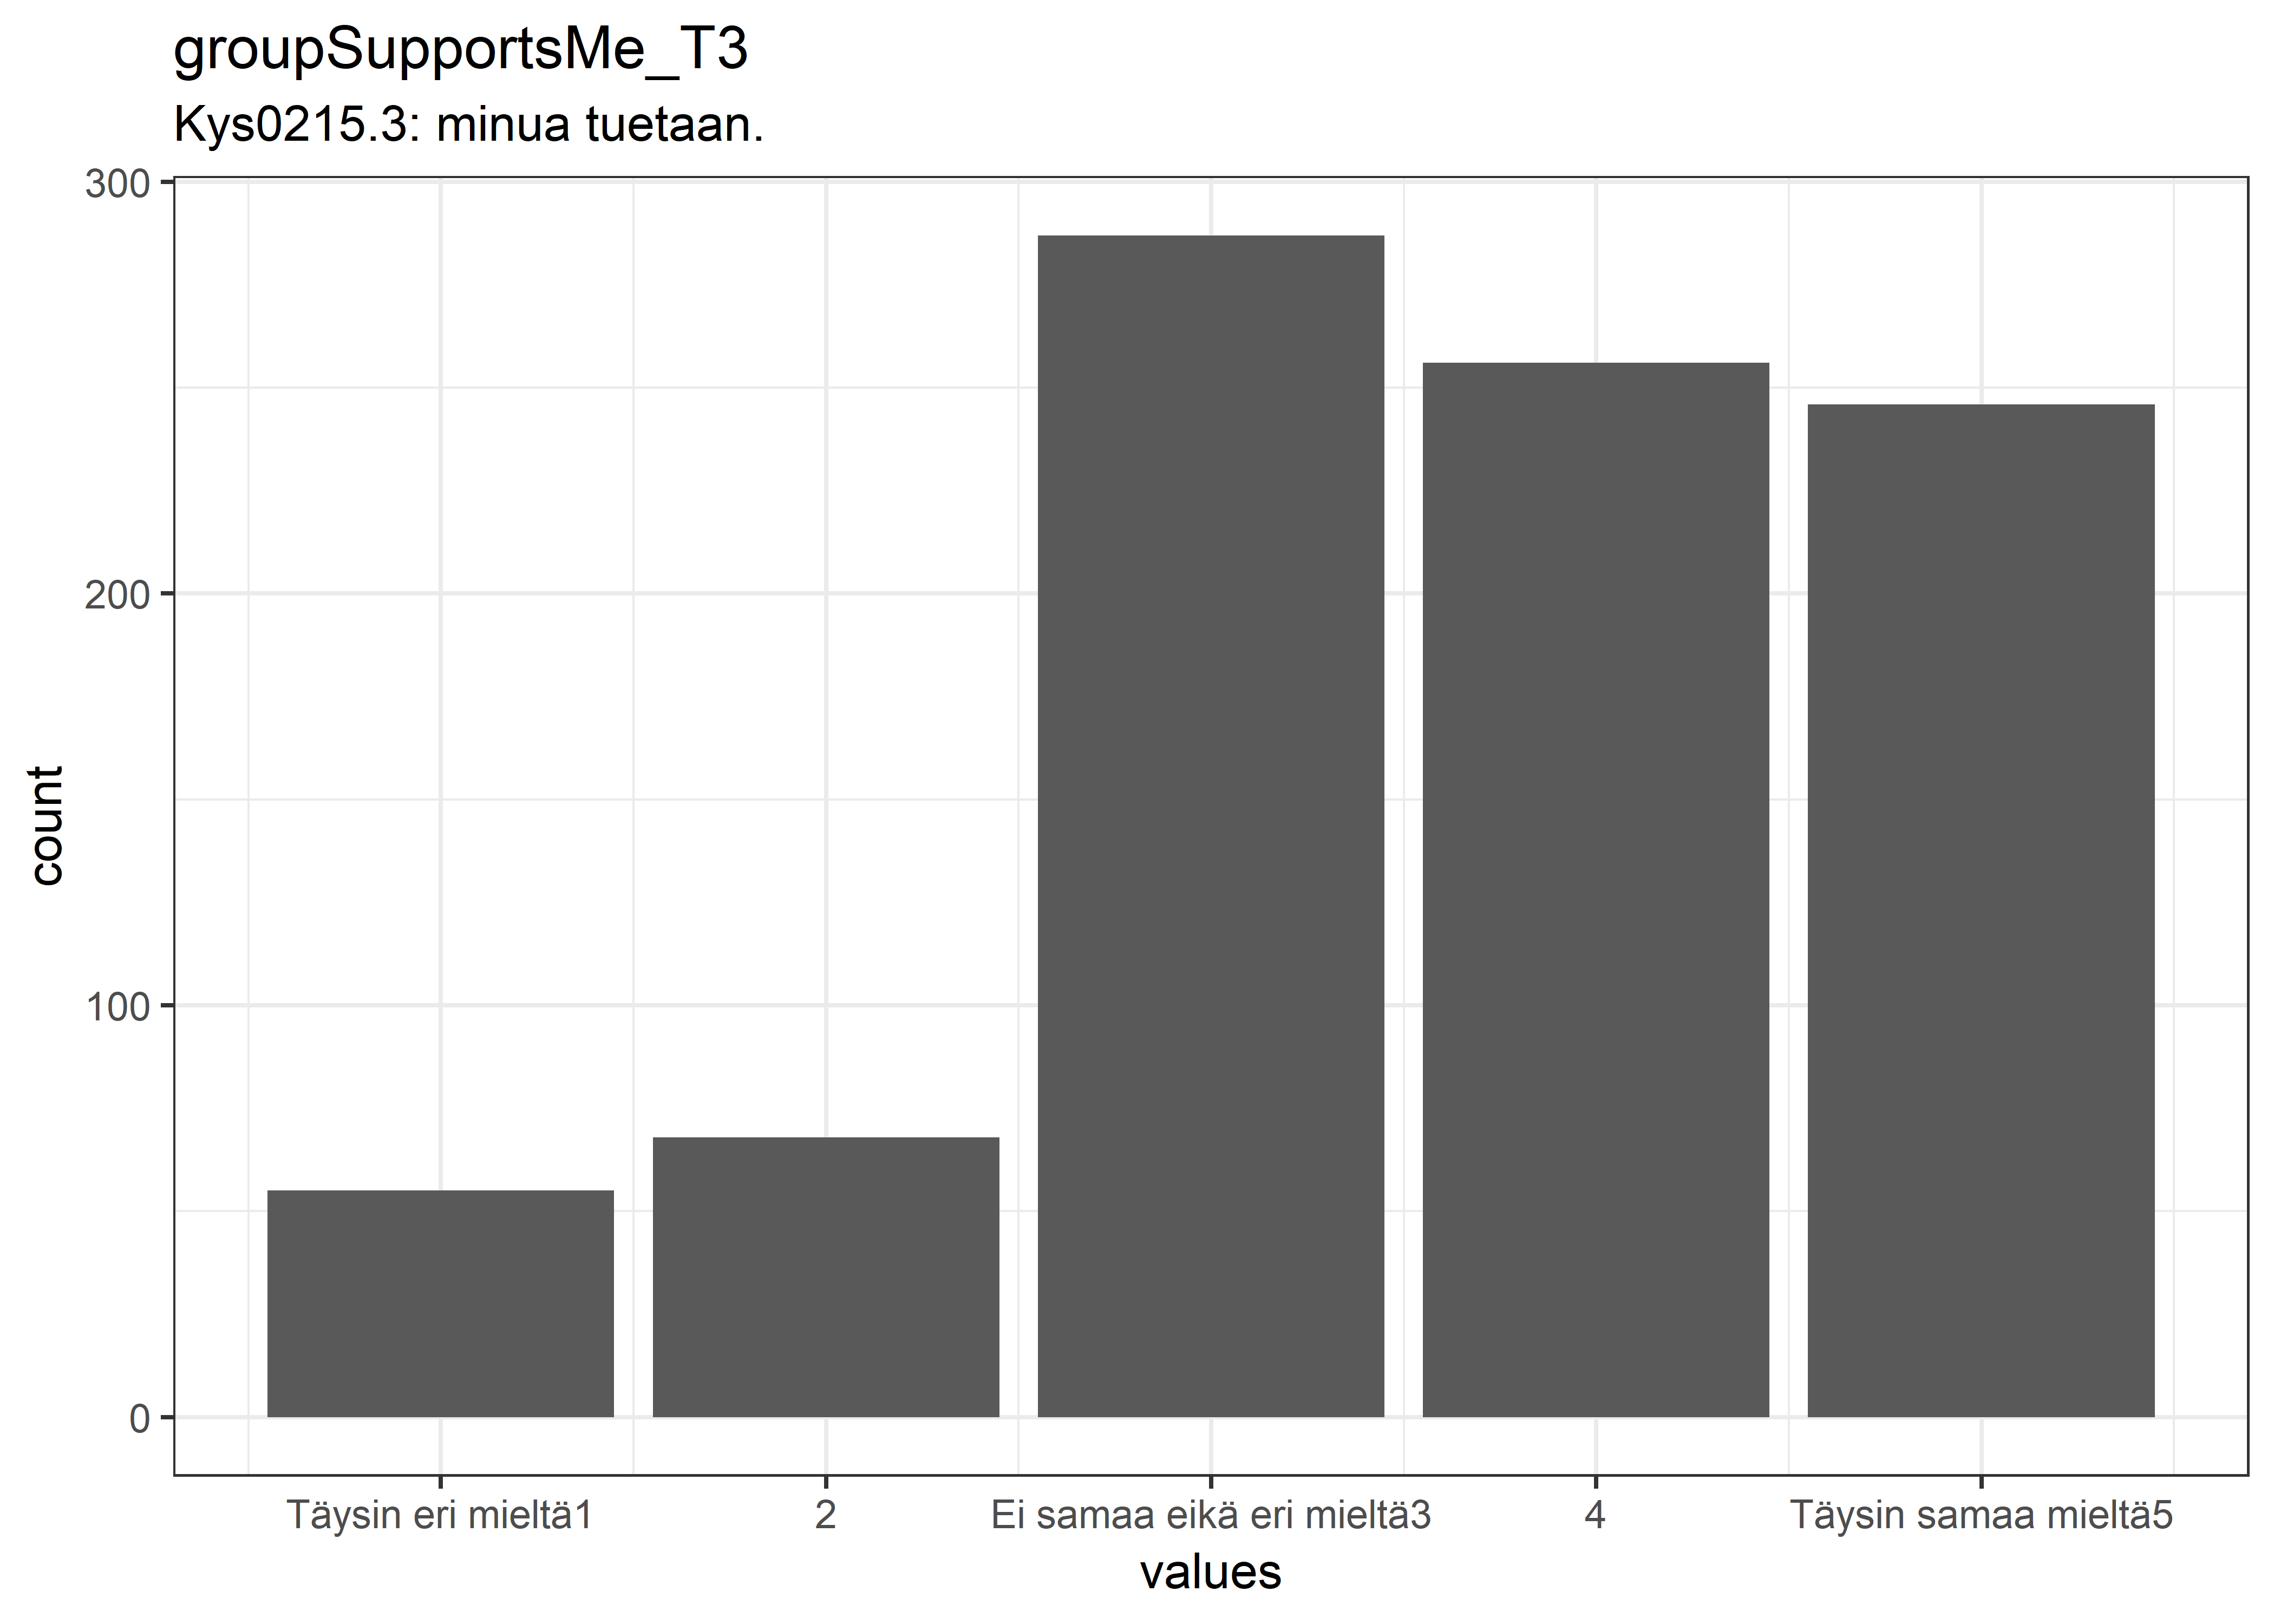 groupSupportsMe_T3
Kys0215.3: minua tuetaan.
300
200
100
0
count
Täysin eri mieltä1
2
Ei samaa eikä eri mieltä3
4
Täysin samaa mieltä5
values